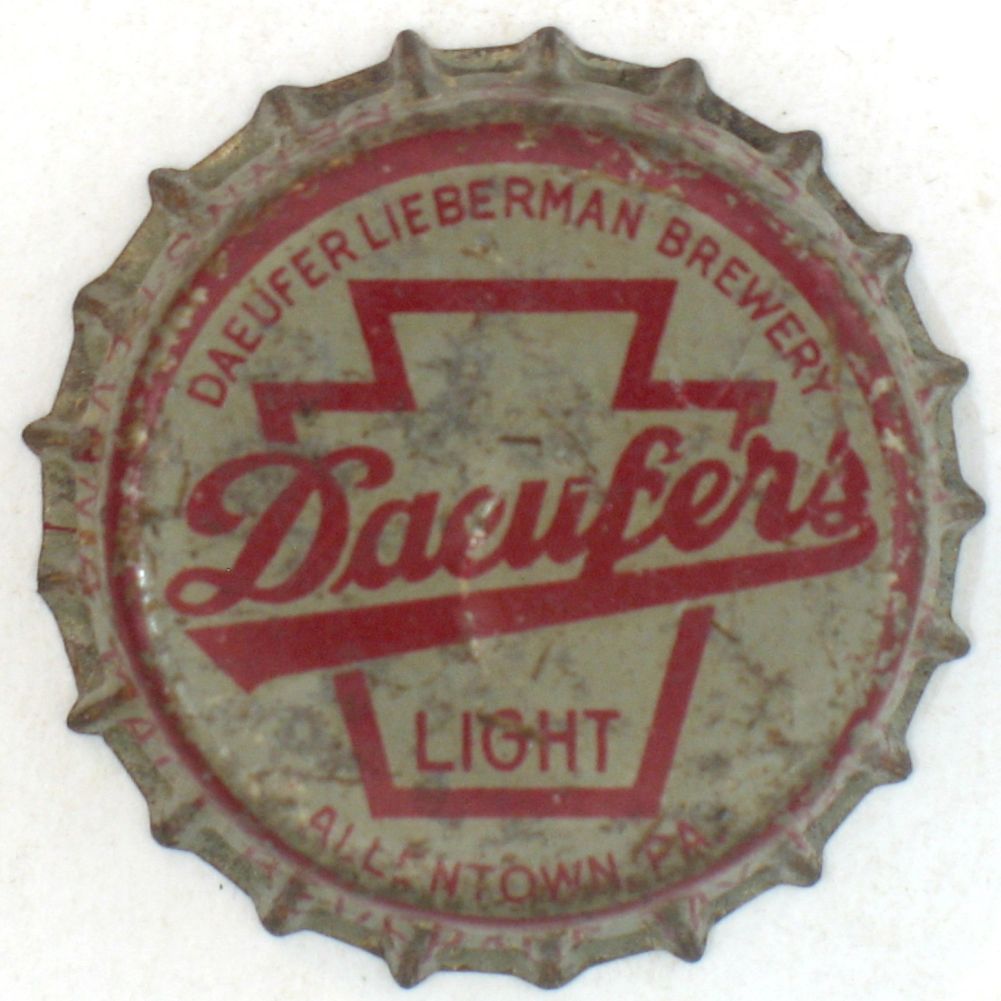 DAEUFER LIEBERMAN BREWERY
Daeufer's
LIGHT
ALLENTOWN, PA.